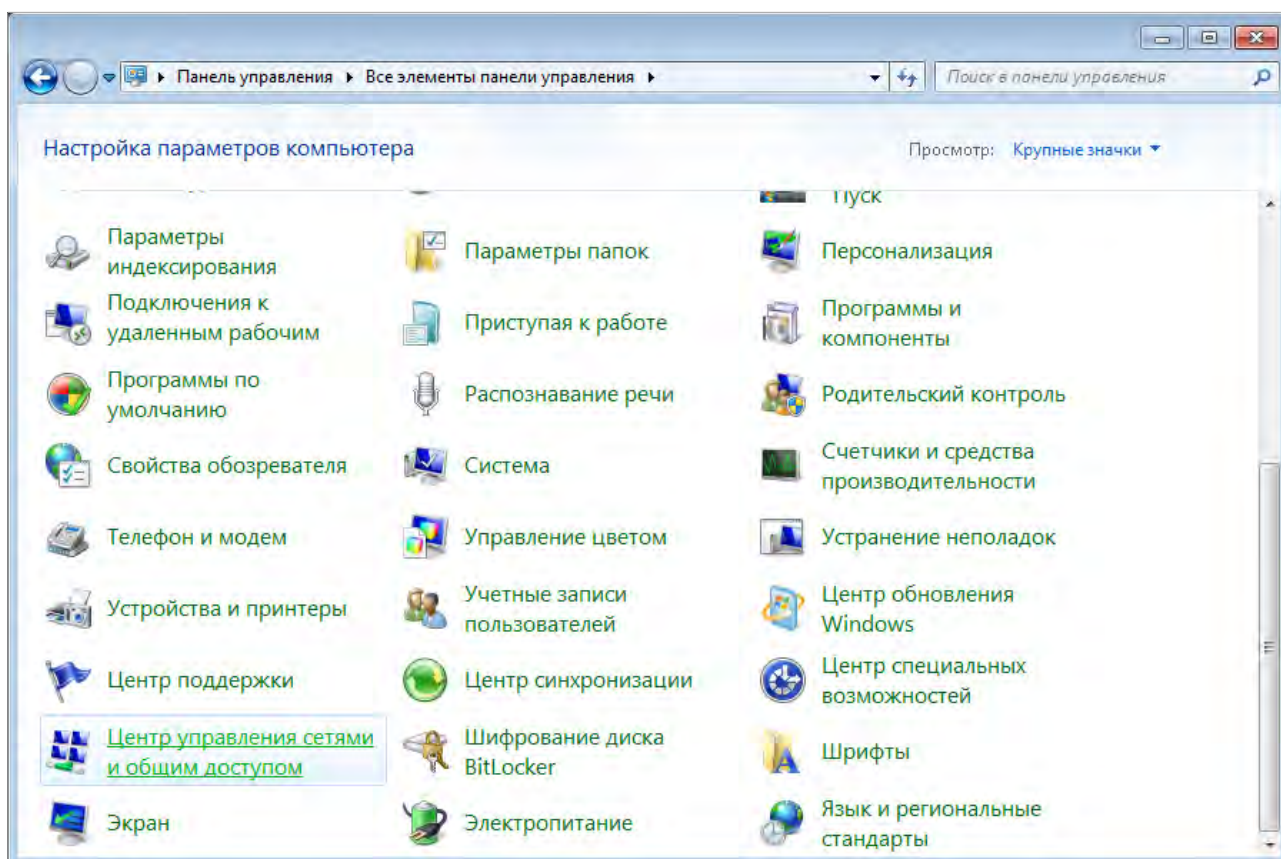 Панель управления
Все элементы панели управления
Поиск в панели управления
Настройка параметров компьютера
Просмотр: Крупные значки
Пуск
Параметры
индексирования
Параметры папок
Персонализация
Подключения к
удаленным рабочим
Приступая к работе
Программы и
компоненты
Программы по
умолчанию
Распознавание речи
Родительский контроль
Свойства обозревателя
Система
Счетчики и средства
производительности
Телефон и модем
Управление цветом
Устранение неполадок
Устройства и принтеры
Учетные записи
пользователей
Центр обновления
Windows
Центр поддержки
Центр синхронизации
Центр специальных
возможностей
Центр управления сетями
и общим доступом
Шифрование диска
BitLocker
Шрифты
Экран
Электропитание
Язык и региональные
стандарты